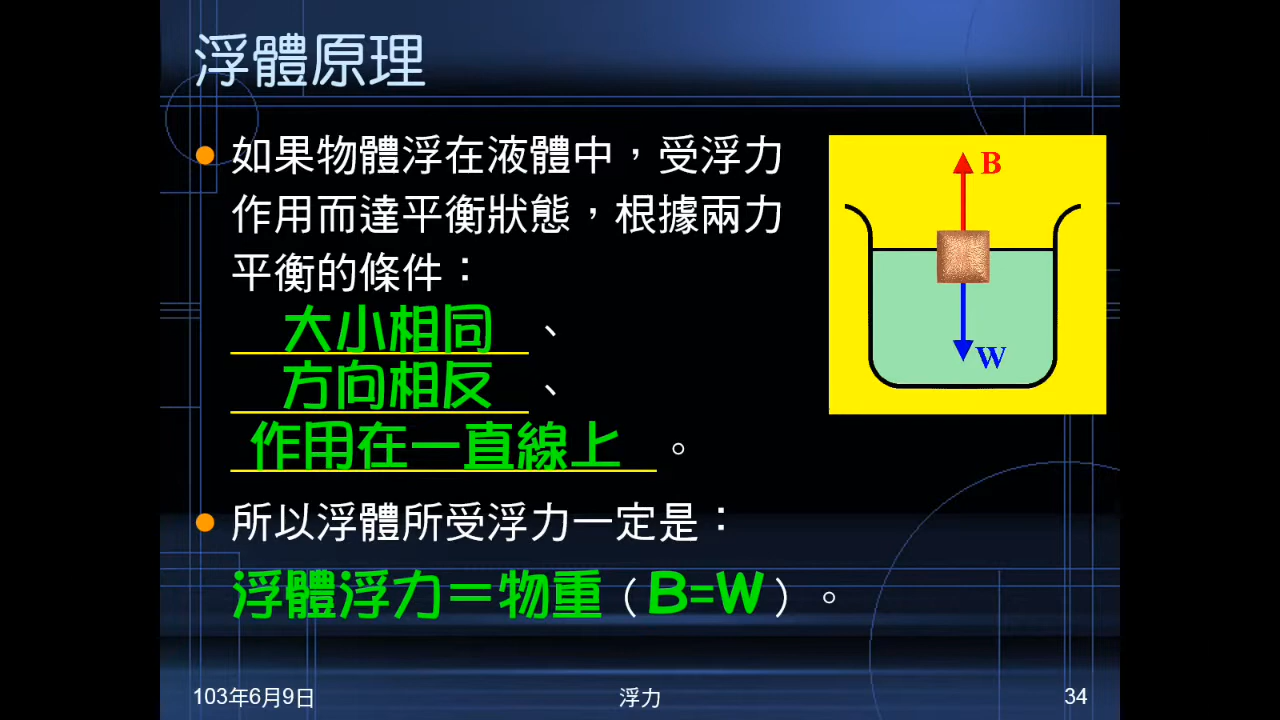 浮體原理
如果物體浮在液體中，受浮力
作用而達平衡狀態，根據兩力
平衡的條件：
大小相同、
方向相反、
作用在一直線上。
所以浮體所受浮力一定是：
浮體浮力＝物重（B=W）。
B
W
103年6月9日
浮力
34